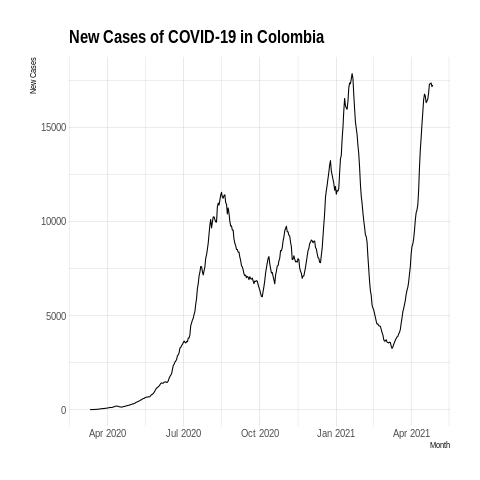 New Cases of COVID-19 in Colombia
New Cases
15000
10000
5000
0
Apr 2020 Jul 2020 Oct 2020 Jan 2021 Apr 2021
Month